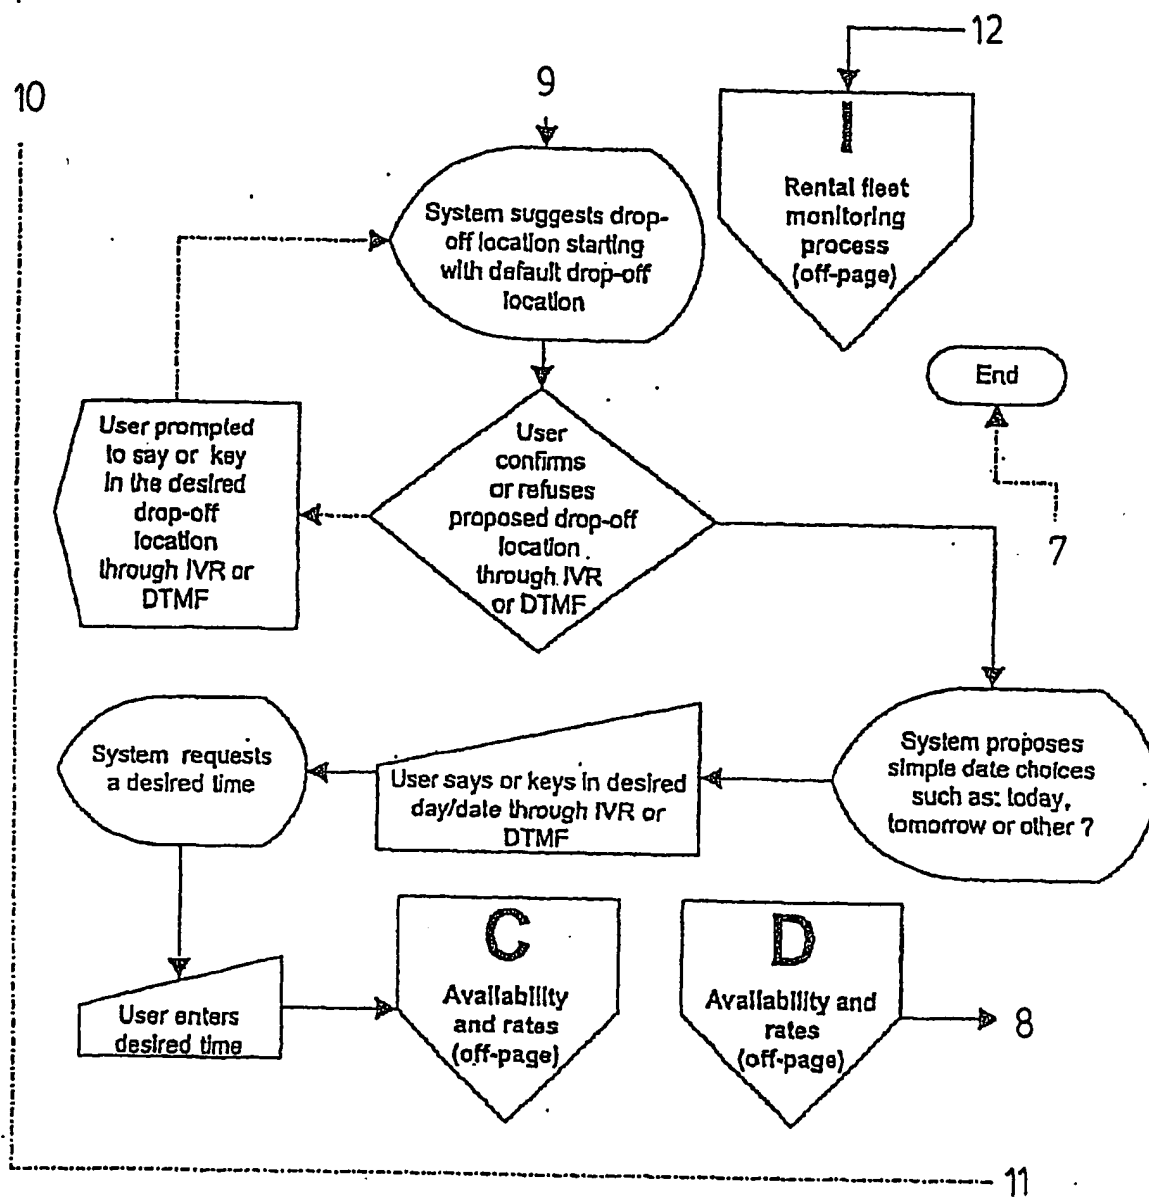 12
10
9
I
Rental fleet
monitoring
process
(off-page)
System suggests drop-
off location starting
with default drop-off
location
End
User prompted
to say or key
in the desired
drop-off
location
through IVR or
DTMF
User
confirms
or refuses
proposed drop-off
location
through IVR
or DTMF
7
System proposes
simple date choices
such as: today,
tomorrow or other ?
User says or keys in desired
day/date through IVR or
DTMF
System requests
a desired time
User enters
desired time
C
Availability
and rates
(off-page)
D
Availability and
rates
(off-page)
8
11